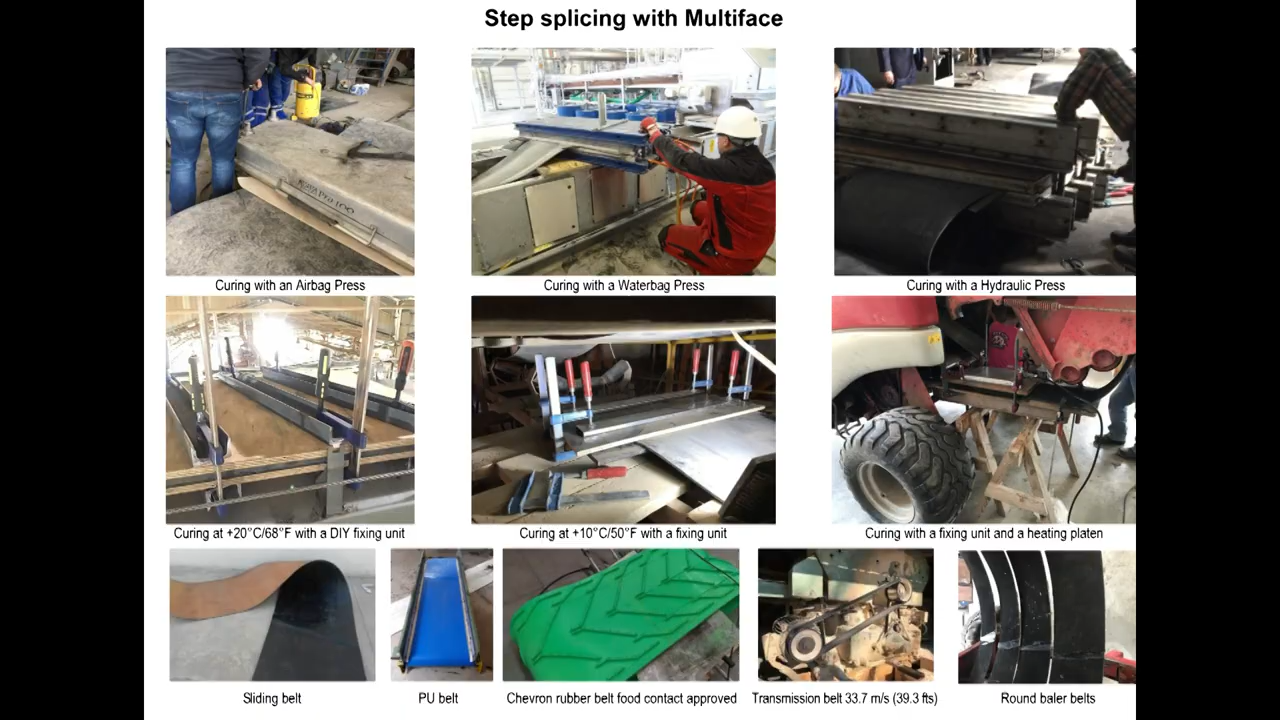 Step splicing with Multiface
Curing with an Airbag Press
Curing with a Waterbag Press
Curing with a Hydraulic Press
Curing at +20°C/68°F with a DIY fixing unit
Curing at +10°C/50°F with a fixing unit
Curing with a fixing unit and a heating platen
Sliding belt
PU belt
Chevron rubber belt food contact approved
Transmission belt 33.7 m/s (39.3 fts)
Round baler belts